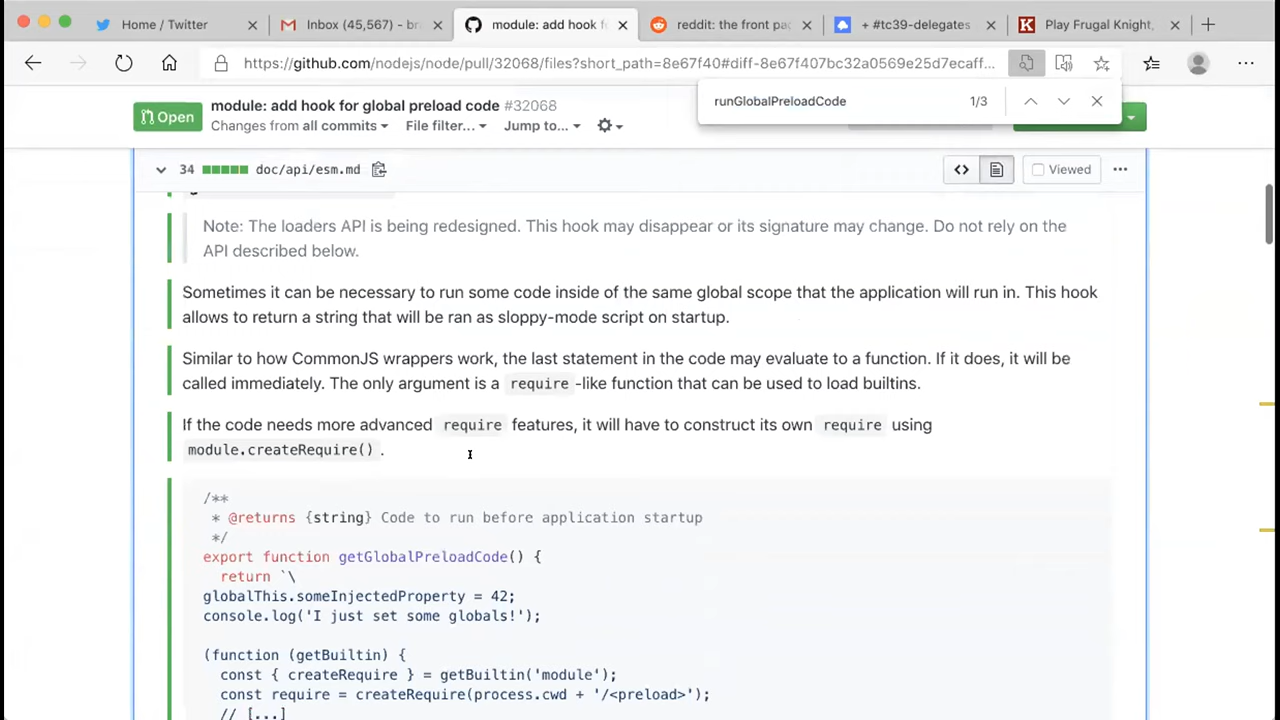 Home / Twitter
Inbox (45,567) - br
module: add hook f
reddit: the front pa
+ #tc39-delegates
Play Frugal Knight,
https://github.com/nodejs/node/pull/32068/files?short_path=8e67f40#diff-8e67f407bc32a0569e25d7ecaff...
runGlobalPreloadCode 1/3
Open
module: add hook for global preload code #32068
Changes from all commits File filter... Jump to...
34 doc/api/esm.md
<> Viewed ...
Note: The loaders API is being redesigned. This hook may disappear or its signature may change. Do not rely on the
API described below.
Sometimes it can be necessary to run some code inside of the same global scope that the application will run in. This hook
allows to return a string that will be ran as sloppy-mode script on startup.
Similar to how CommonJS wrappers work, the last statement in the code may evaluate to a function. If it does, it will be
called immediately. The only argument is a require -like function that can be used to load builtins.
If the code needs more advanced require features, it will have to construct its own require using
module.createRequire() .
/**
* @returns {string} Code to run before application startup
*/
export function getGlobalPreloadCode() {
return `\
globalThis.someInjectedProperty = 42;
console.log('I just set some globals!');
(function (getBuiltin) {
const { createRequire } = getBuiltin('module');
const require = createRequire(process.cwd + '/<preload>');
// [...]